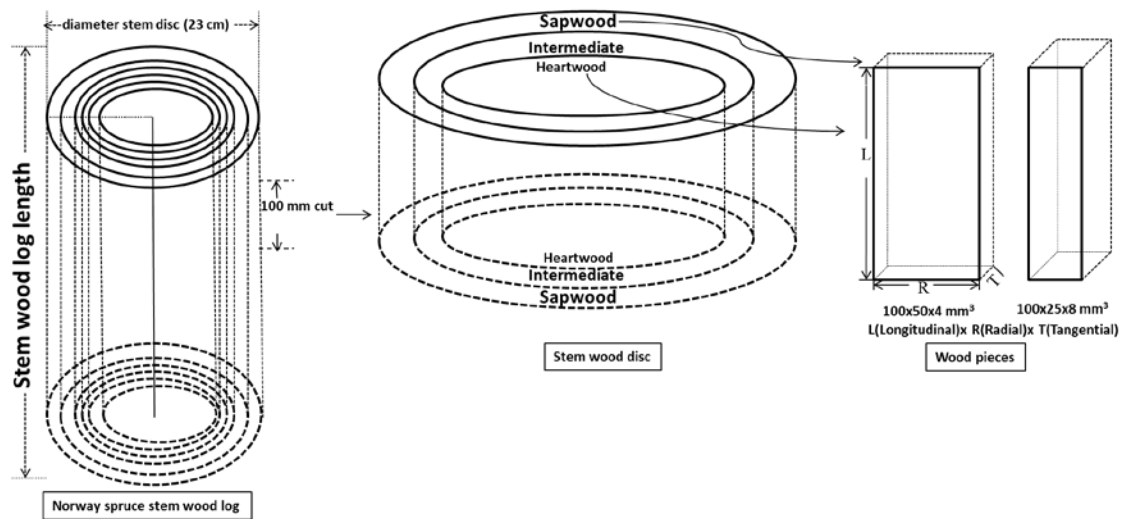 diameter stem disc (23 cm)
Stem wood log length
100 mm cut
Norway spruce stem wood log
Sapwood
Intermediate
Heartwood
Heartwood
Intermediate
Sapwood
Stem wood disc
L
R
T
100x50x4 mm³
100x25x8 mm³
L(Longitudinal)x R(Radial)x T(Tangential)
Wood pieces